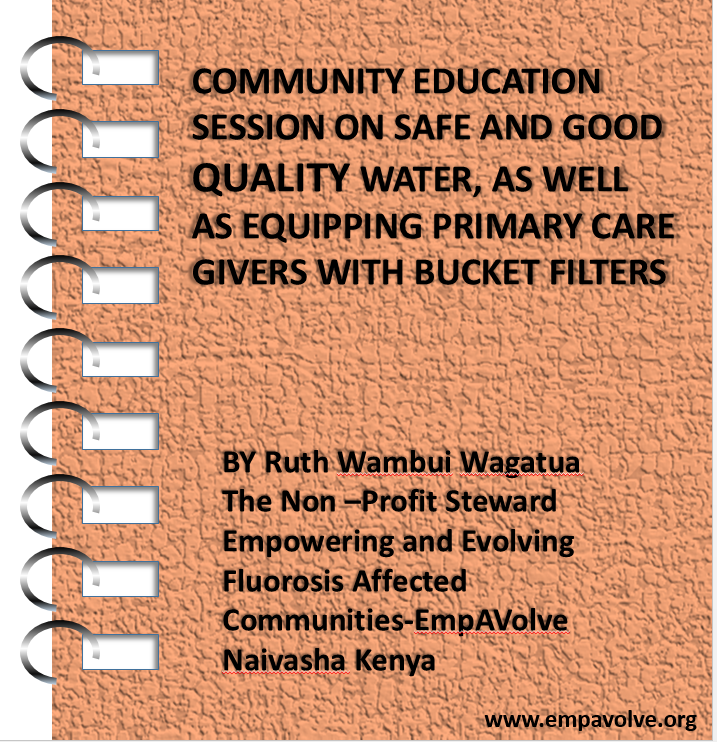 COMMUNITY EDUCATION
SESSION ON SAFE AND GOOD
QUALITY WATER, AS WELL
AS EQUIPPING PRIMARY CARE
GIVERS WITH BUCKET FILTERS
BY Ruth Wambui Wagatua
The Non –Profit Steward
Empowering and Evolving
Fluorosis Affected
Communities-EmpAVolve
Naivasha Kenya
www.empavolve.org